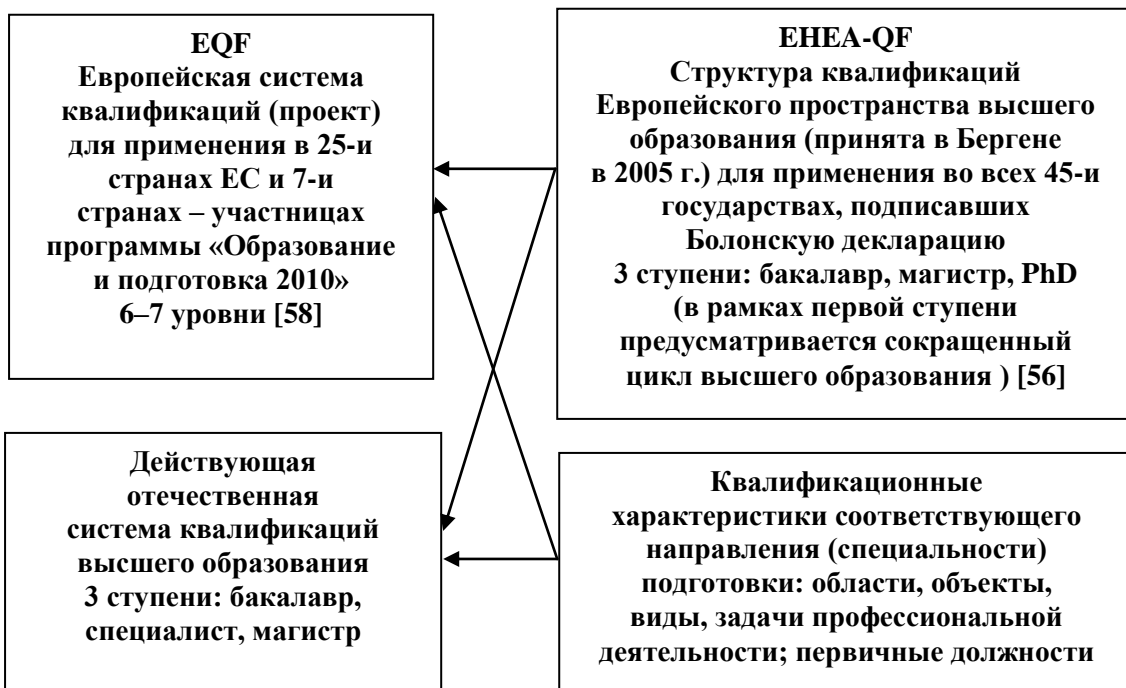 EQF
Европейская система
квалификаций (проект)
для применения в 25-и
странах ЕС и 7-и
странах – участницах
программы «Образование
и подготовка 2010»
6–7 уровни [58]
EHEA-QF
Структура квалификаций
Европейского пространства высшего
образования (принята в Бергене
в 2005 г.) для применения во всех 45-и
государствах, подписавших
Болонскую декларацию
3 ступени: бакалавр, магистр, PhD
(в рамках первой ступени
предусматривается сокращенный
цикл высшего образования ) [56]
Действующая
отечественная
система квалификаций
высшего образования
3 ступени: бакалавр,
специалист, магистр
Квалификационные
характеристики соответствующего
направления (специальности)
подготовки: области, объекты,
виды, задачи профессиональной
деятельности; первичные должности